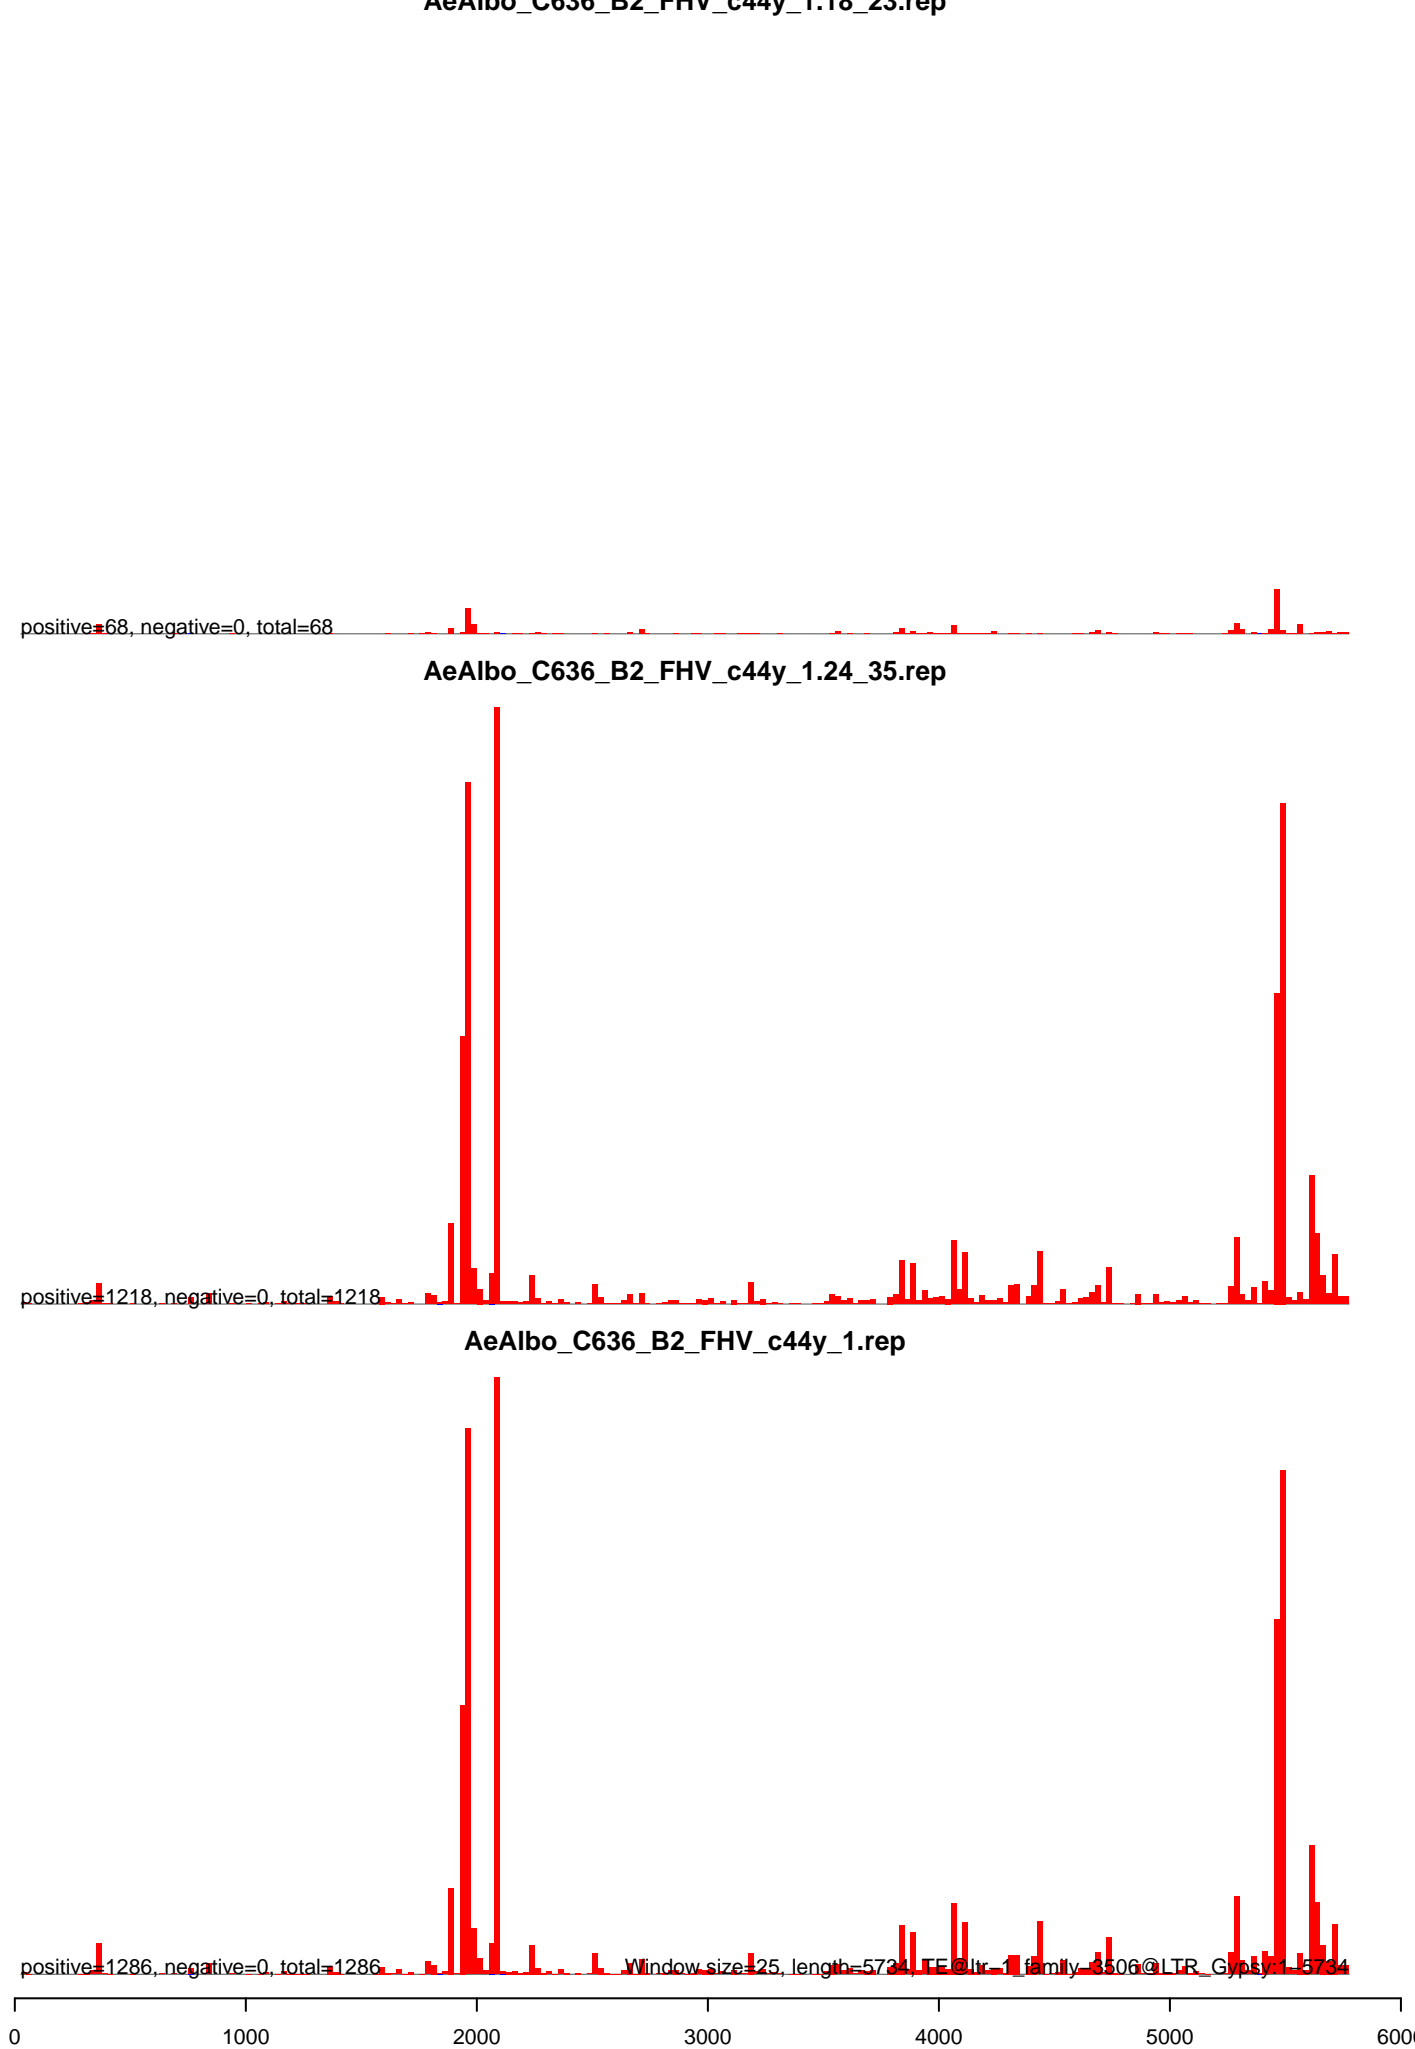 AeAlbo_C636_B2_FHV_c44y_1.18_23.rep
positive=68, negative=0, total=68
AeAlbo_C636_B2_FHV_c44y_1.24_35.rep
positive=1218, negative=0, total=1218
AeAlbo_C636_B2_FHV_c44y_1.rep
positive=1286, negative=0, total=1286 Window size=25, length=5734, TE@ltr−1_family−3506@LTR_Gypsy:1−5734
0 1000 2000 3000 4000 5000 6000